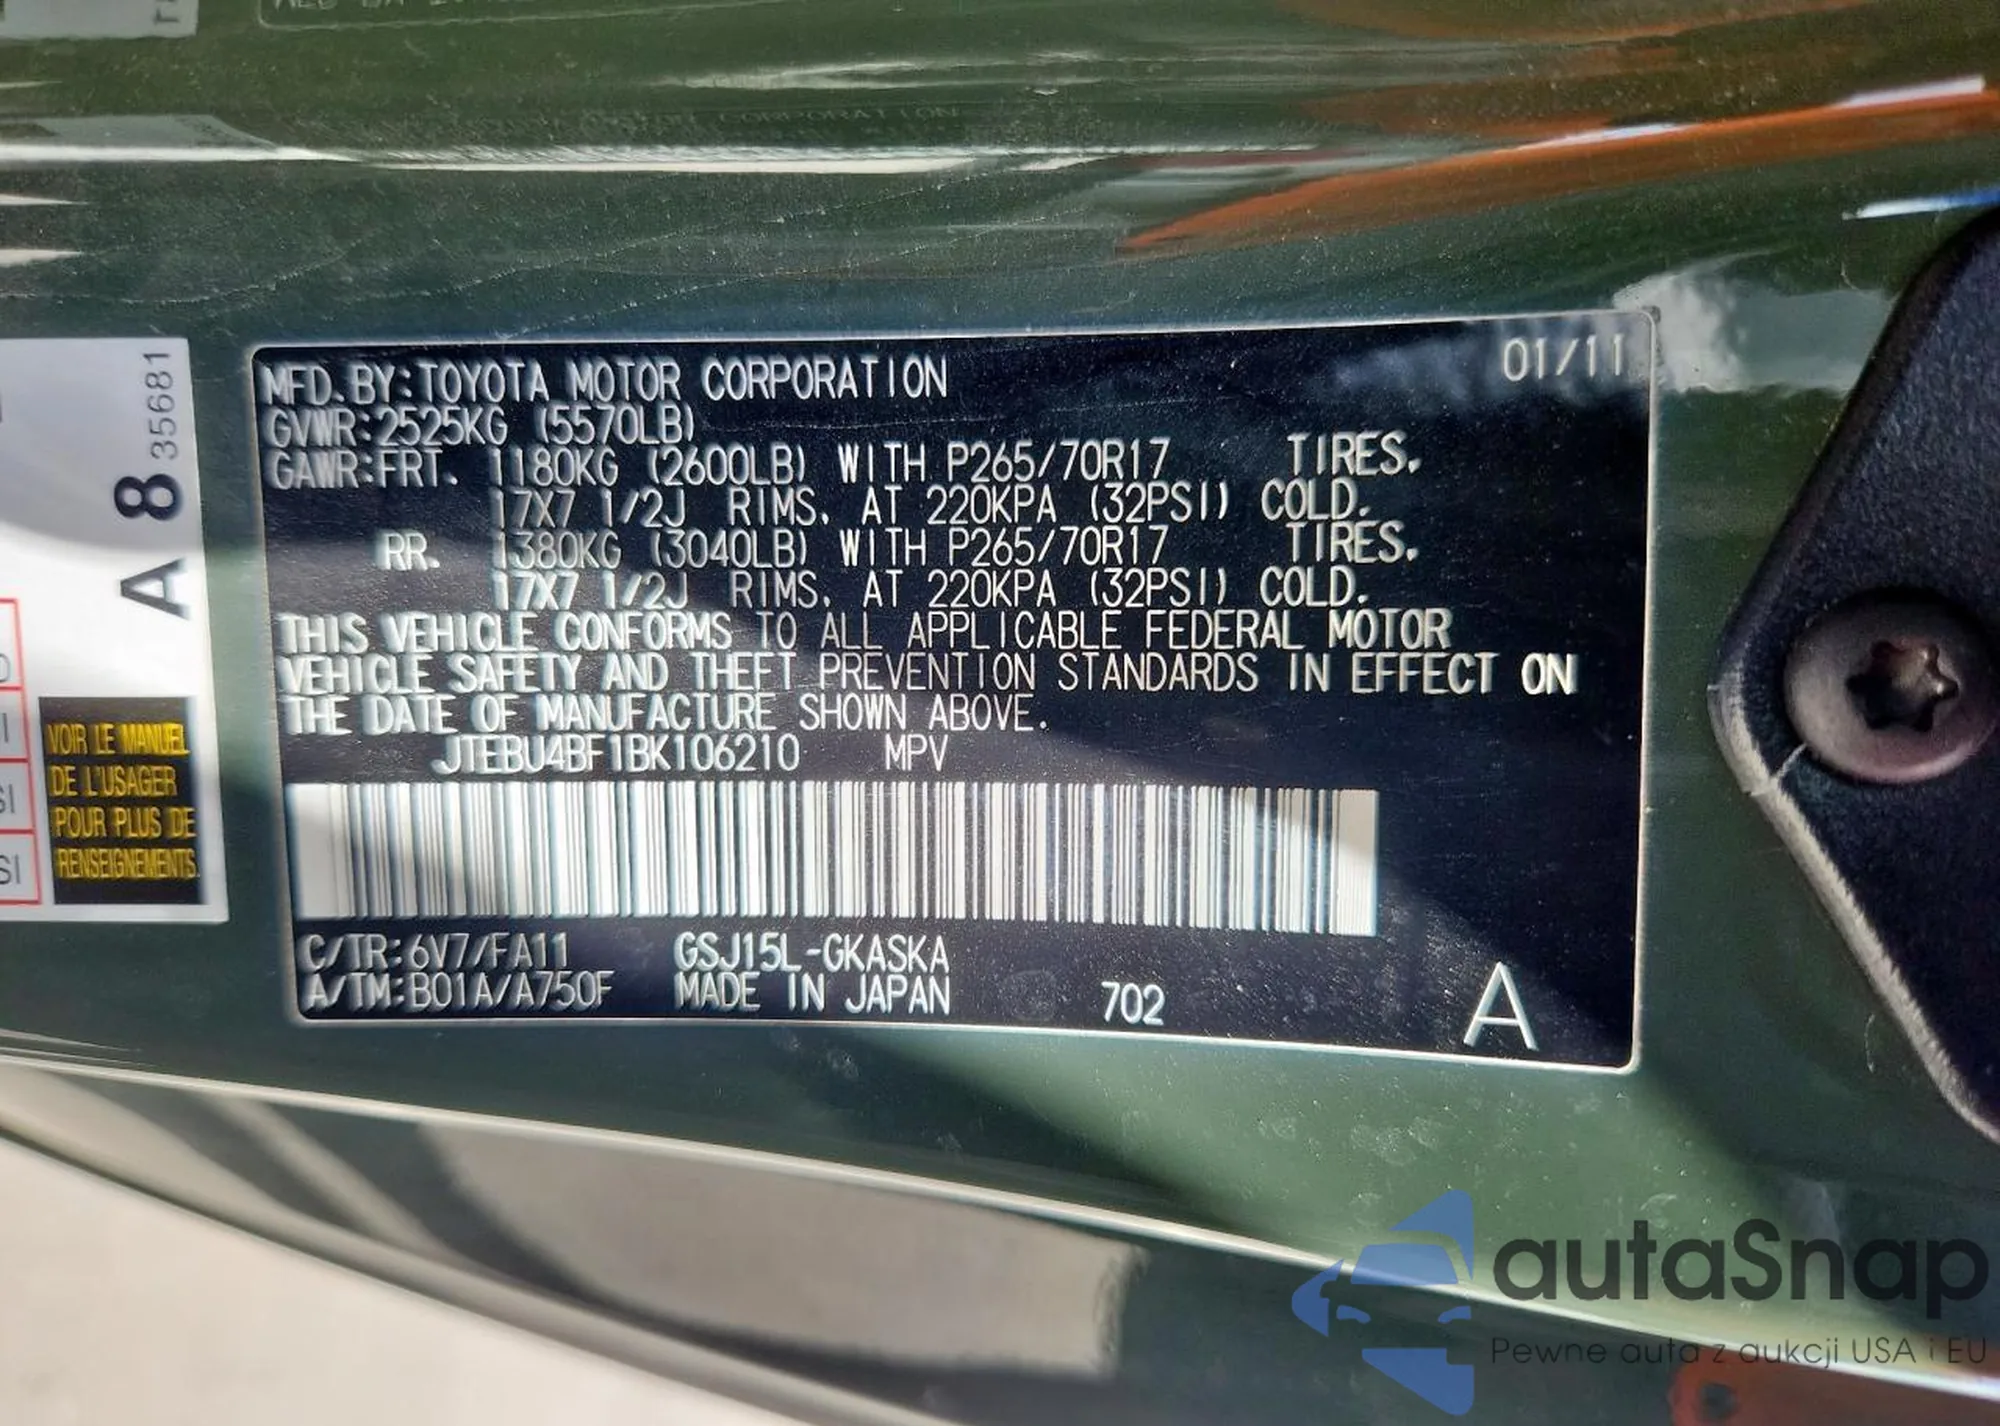 MFD.BY:TOYOTA MOTOR CORPORATION 01/11
GVWR:2525KG (5570LB)
GAWR:FRT. 1180KG (2600LB) WITH P265/70R17 TIRES.
17X7 1/2J RIMS. AT 220KPA (32PSI) COLD.
RR. 1380KG (3040LB) WITH P265/70R17 TIRES.
17X7 1/2J RIMS. AT 220KPA (32PSI) COLD.
THIS VEHICLE CONFORMS TO ALL APPLICABLE FEDERAL MOTOR
VEHICLE SAFETY AND THEFT PREVENTION STANDARDS IN EFFECT ON
THE DATE OF MANUFACTURE SHOWN ABOVE.
JTEBU4BF1BK106210 MPV
C/TR:6V7/FA11 GSJ15L-GKASKA
A/TM:B01A/A750F MADE IN JAPAN 702 A
A 8 35681
VOIR LE MANUEL
DE L'USAGER
POUR PLUS DE
RENSEIGNEMENTS.
autaSnap
Pewne auta z aukcji USA i EU